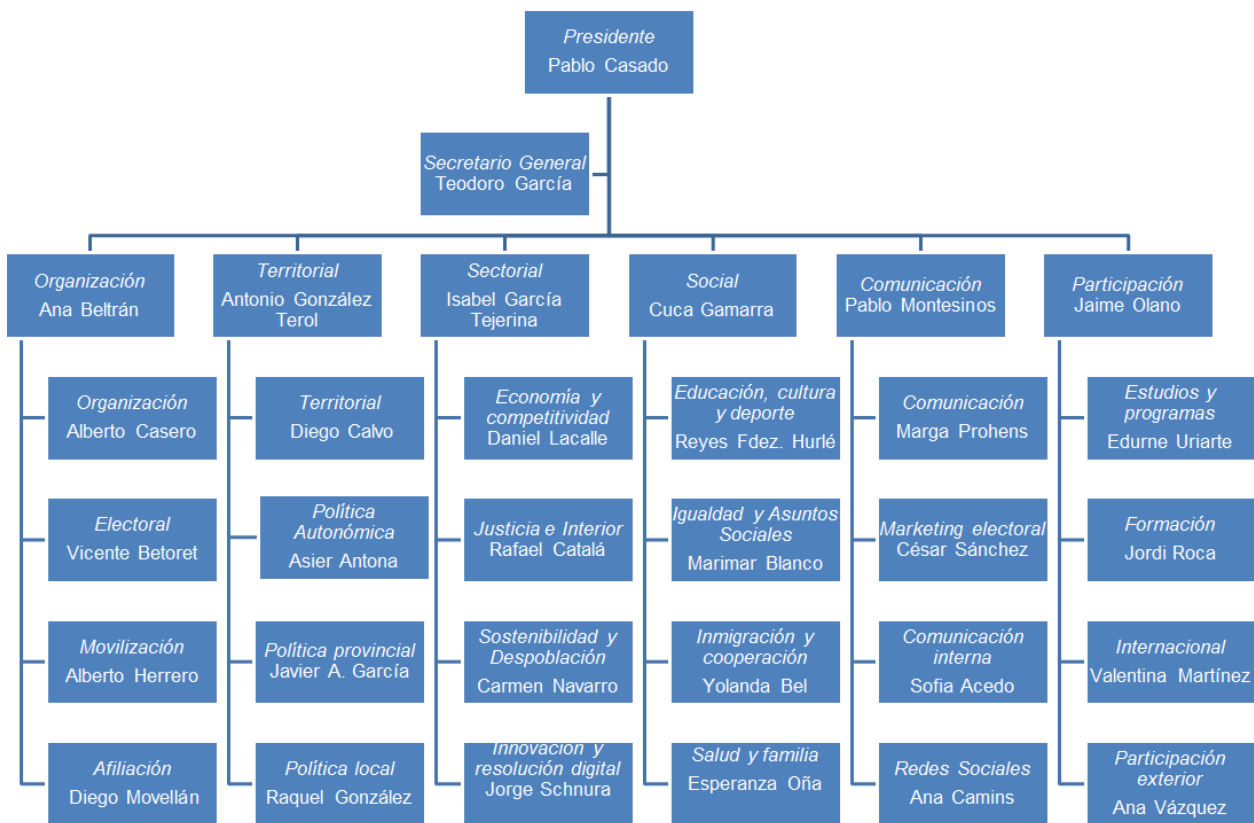 Presidente
Pablo Casado
Secretario General
Teodoro García
Organización
Ana Beltrán
Territorial
Antonio González
Terol
Sectorial
Isabel García
Tejerina
Social
Cuca Gamarra
Comunicación
Pablo Montesinos
Participación
Jaime Olano
Organización
Alberto Casero
Territorial
Diego Calvo
Economía y
competitividad
Daniel Lacalle
Educación, cultura
y deporte
Reyes Fdez. Hurlé
Comunicación
Marga Prohens
Estudios y
programas
Edurne Uriarte
Electoral
Vicente Betoret
Política
Autonómica
Asier Antona
Justicia e Interior
Rafael Catalá
Igualdad y Asuntos
Sociales
Marimar Blanco
Marketing electoral
César Sánchez
Formación
Jordi Roca
Movilización
Alberto Herrero
Política provincial
Javier A. García
Sostenibilidad y
Despoblación
Carmen Navarro
Inmigración y
cooperación
Yolanda Bel
Comunicación
interna
Sofía Acedo
Internacional
Valentina Martínez
Afiliación
Diego Movellán
Política local
Raquel González
Innovación y
resolución digital
Jorge Schnura
Salud y familia
Esperanza Oña
Redes Sociales
Ana Camins
Participación
exterior
Ana Vázquez